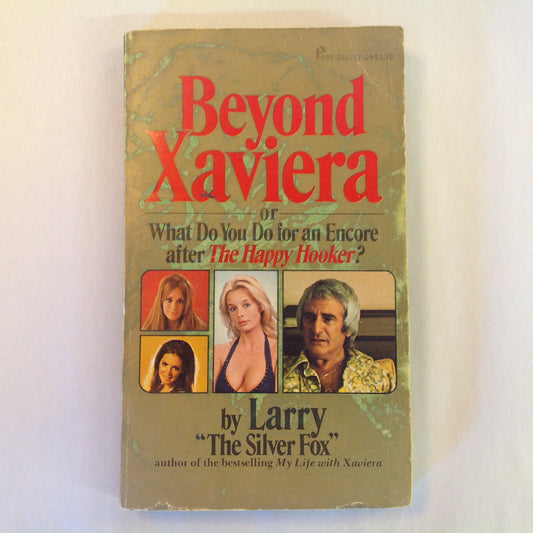 Beyond
Xaviera
or
What Do You Do for an Encore
after The Happy Hooker?
by Larry
"The Silver Fox"
author of the bestselling My Life with Xaviera